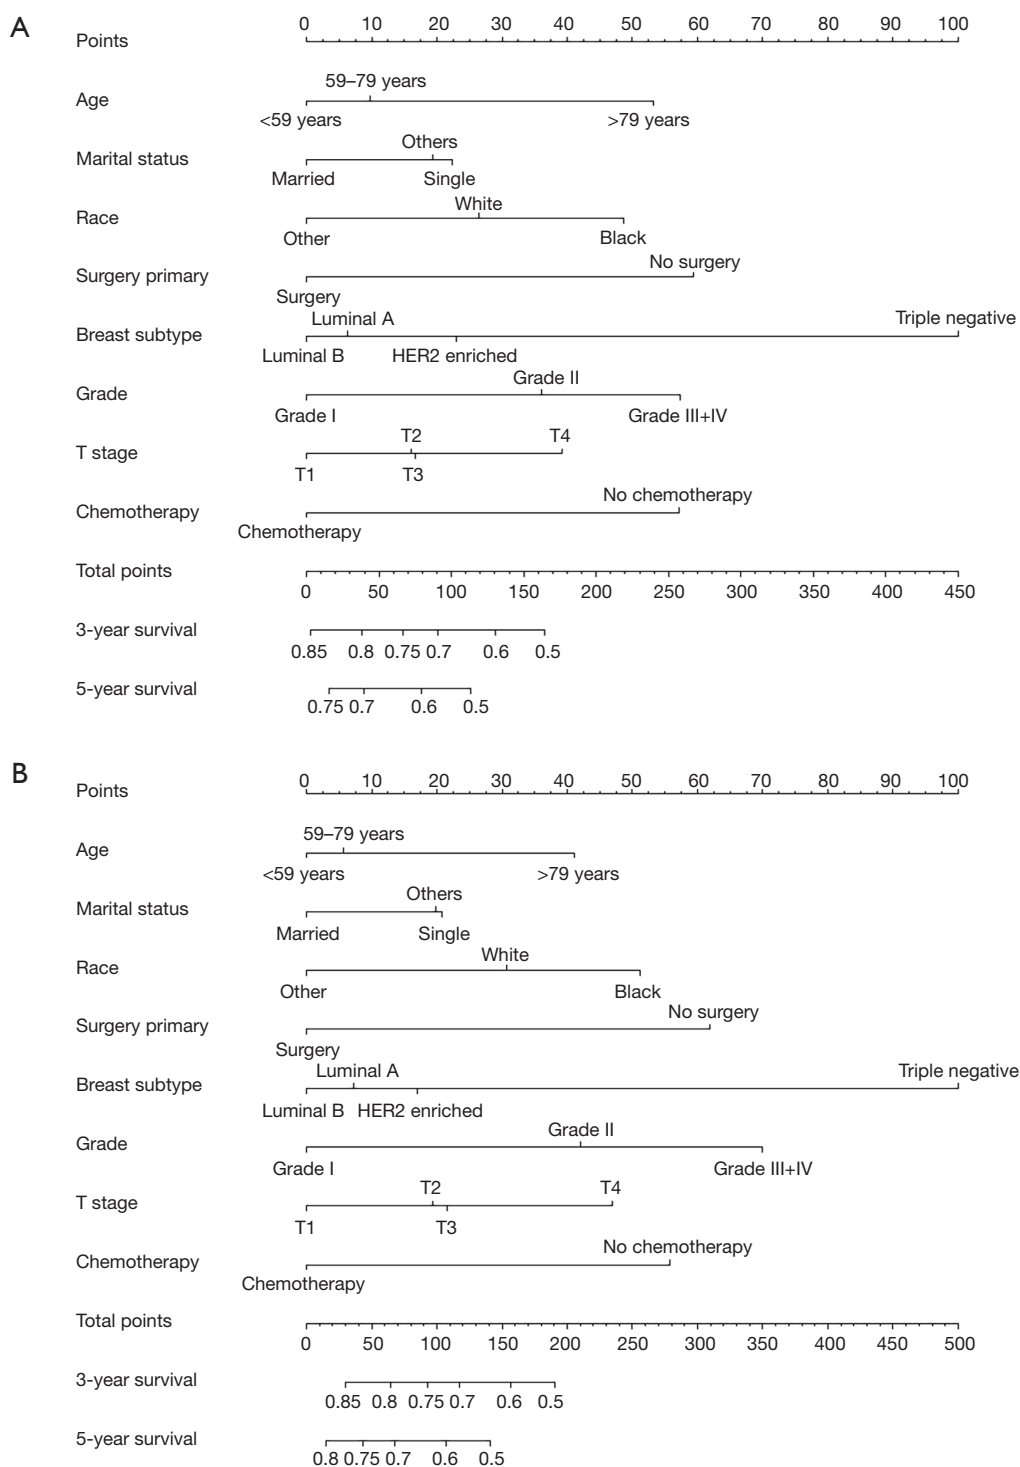 A
Points 0 10 20 30 40 50 60 70 80 90 100
59–79 years
Age
<59 years >79 years
Others
Marital status
Married Single
White
Race
Other Black
No surgery
Surgery primary
Surgery
Luminal A Triple negative
Breast subtype
Luminal B HER2 enriched
Grade II
Grade
Grade I Grade III+IV
T2 T4
T stage
T1 T3
No chemotherapy
Chemotherapy
Chemotherapy
Total points
0 50 100 150 200 250 300 350 400 450
3-year survival
0.85 0.8 0.75 0.7 0.6 0.5
5-year survival
0.75 0.7 0.6 0.5
B
Points 0 10 20 30 40 50 60 70 80 90 100
59–79 years
Age
<59 years >79 years
Others
Marital status
Married Single
White
Race
Other Black
No surgery
Surgery primary
Surgery
Luminal A Triple negative
Breast subtype
Luminal B HER2 enriched
Grade II
Grade
Grade I Grade III+IV
T2 T4
T stage
T1 T3
No chemotherapy
Chemotherapy
Chemotherapy
Total points
0 50 100 150 200 250 300 350 400 450 500
3-year survival
0.85 0.8 0.75 0.7 0.6 0.5
5-year survival
0.8 0.75 0.7 0.6 0.5